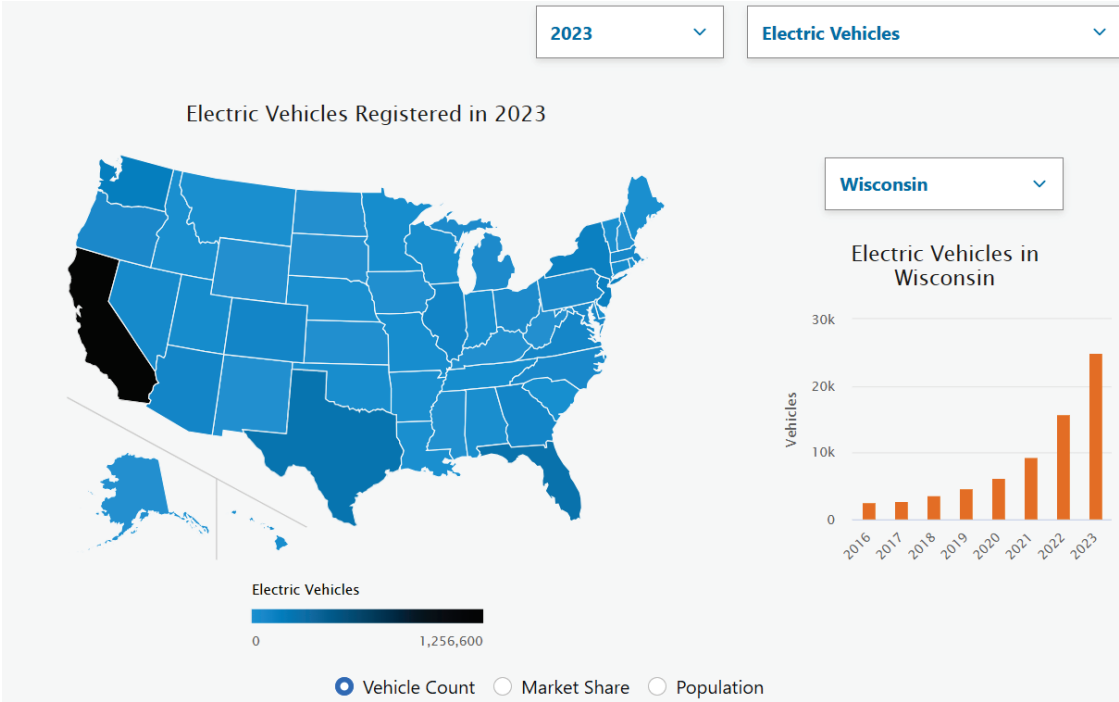 2023
Electric Vehicles
Electric Vehicles Registered in 2023
Wisconsin
Electric Vehicles in
Wisconsin
30k
20k
10k
0
Vehicles
2016
2017
2018
2019
2020
2021
2022
2023
Electric Vehicles
0
1,256,600
Vehicle Count
Market Share
Population